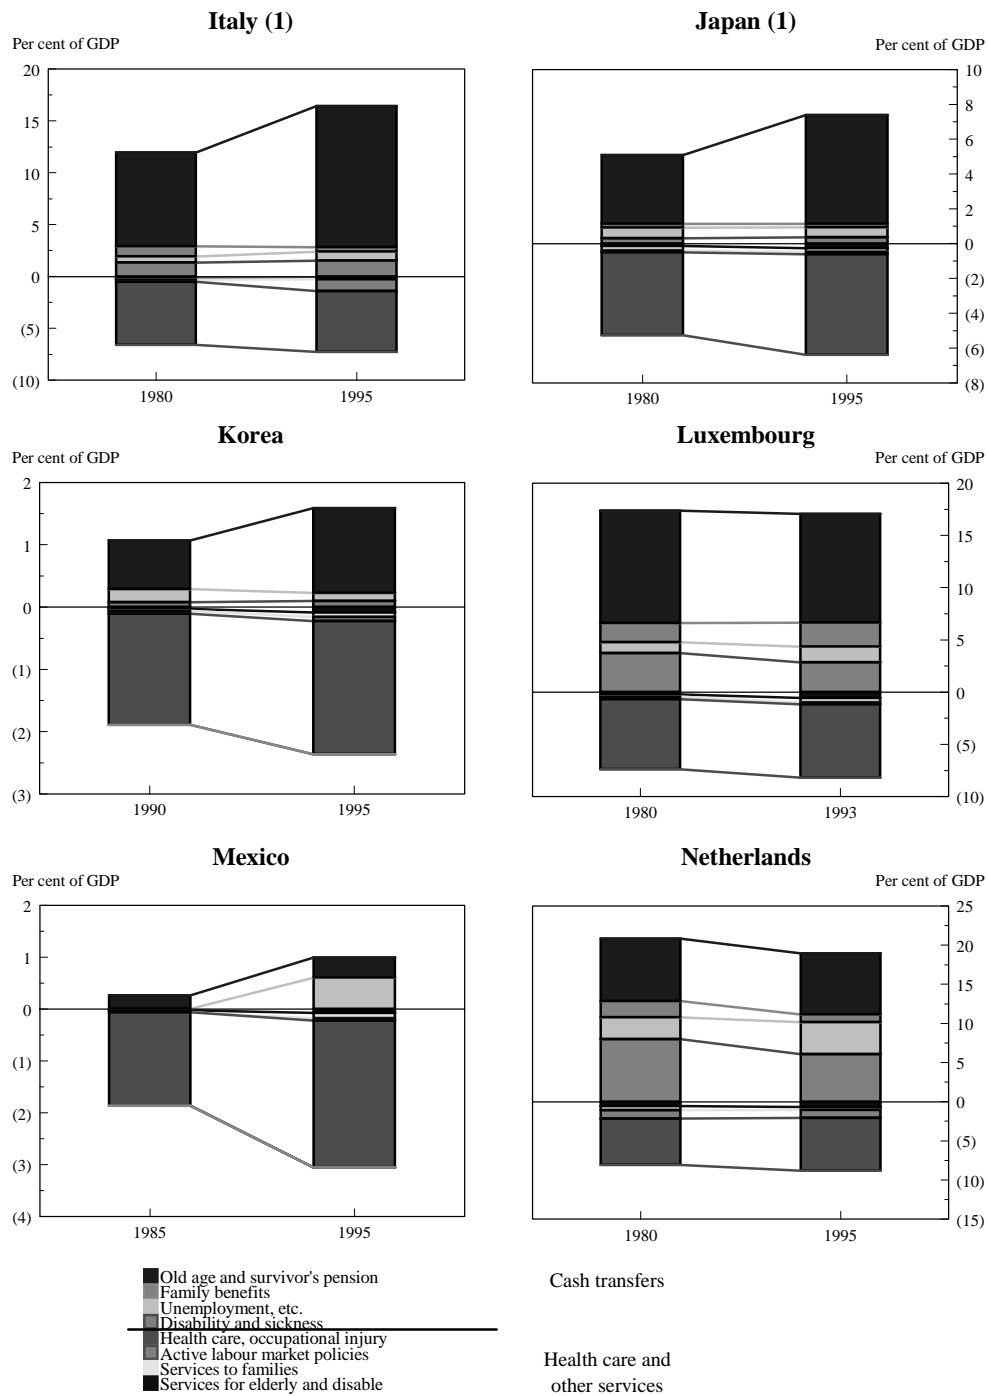 Italy (1)
Per cent of GDP
20
15
10
5
0
(5)
(10)
1980
1995
Japan (1)
Per cent of GDP
10
8
6
4
2
0
(2)
(4)
(6)
(8)
1980
1995
Korea
Per cent of GDP
2
1
0
(1)
(2)
(3)
1990
1995
Luxembourg
Per cent of GDP
20
15
10
5
0
(5)
(10)
1980
1993
Mexico
Per cent of GDP
2
1
0
(1)
(2)
(3)
(4)
1985
1995
Netherlands
Per cent of GDP
25
20
15
10
5
0
(5)
(10)
(15)
1980
1995
Old age and survivor's pension
Family benefits
Unemployment, etc.
Disability and sickness
Health care, occupational injury
Active labour market policies
Services to families
Services for elderly and disable
Cash transfers
Health care and
other services